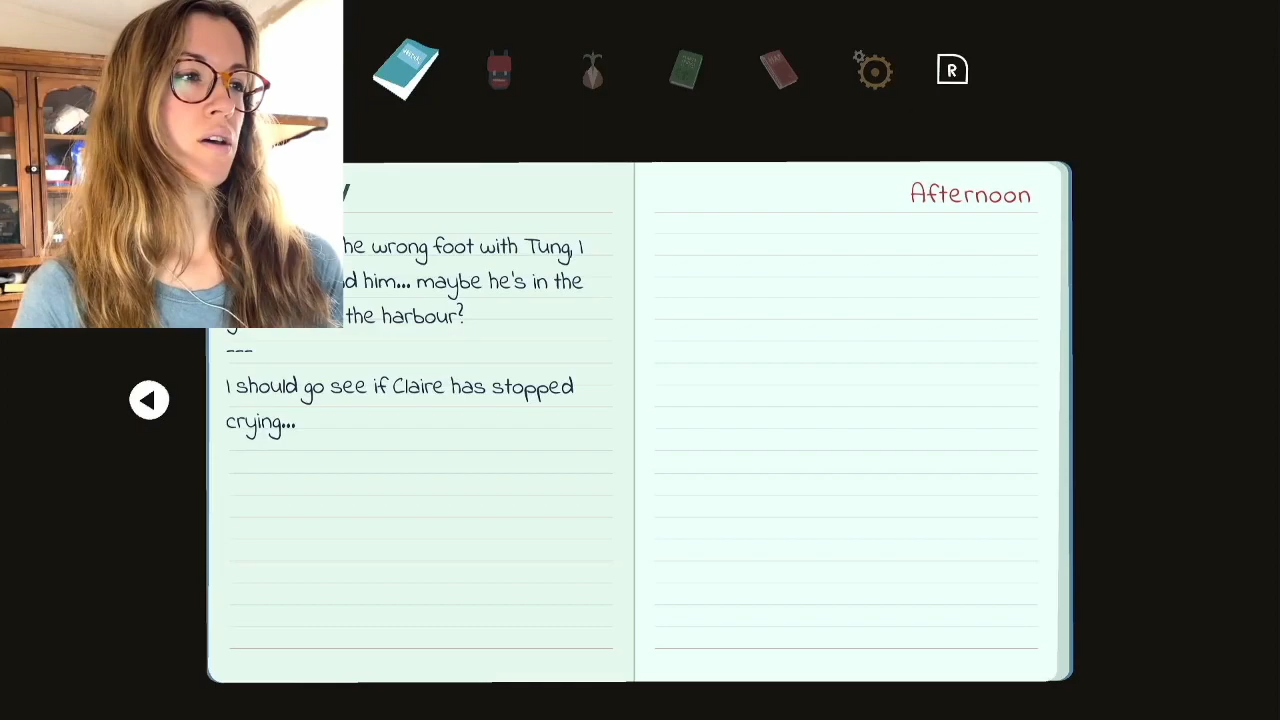 R
Afternoon
he wrong foot with Tung, I
him... maybe he's in the
the harbour?
---
I should go see if Claire has stopped
crying...